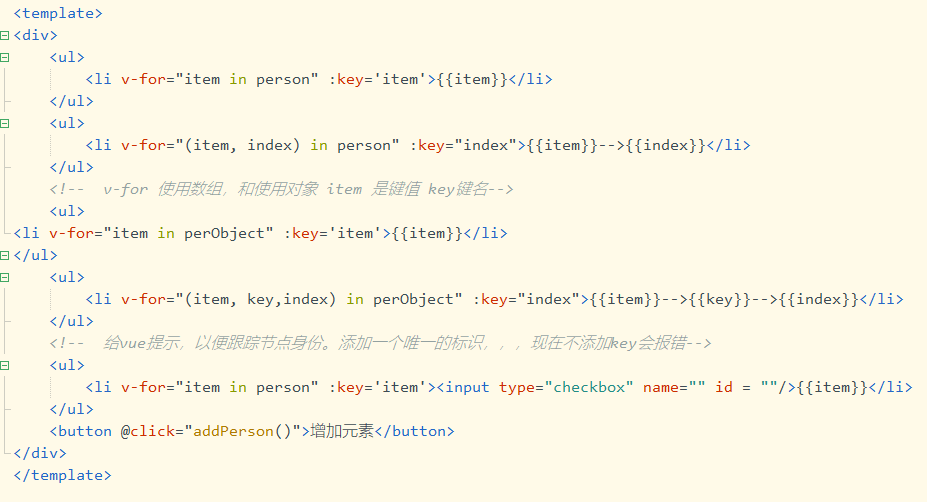 <template>
<div>
    <ul>
        <li v-for="item in person" :key='item'>{{item}}</li>
    </ul>
    <ul>
        <li v-for="(item, index) in person" :key="index">{{item}}-->{{index}}</li>
    </ul>
    <!--  v-for 使用数组，和使用对象 item 是键值 key键名-->
    <ul>
<li v-for="item in perObject" :key='item'>{{item}}</li>
</ul>
    <ul>
        <li v-for="(item, key,index) in perObject" :key="index">{{item}}-->{{key}}-->{{index}}</li>
    </ul>
    <!--  给vue提示，以便跟踪节点身份。添加一个唯一的标识，，，现在不添加key会报错-->
    <ul>
        <li v-for="item in person" :key='item'><input type="checkbox" name="" id = ""/>{{item}}</li>
    </ul>
    <button @click="addPerson()">增加元素</button>
</div>
</template>